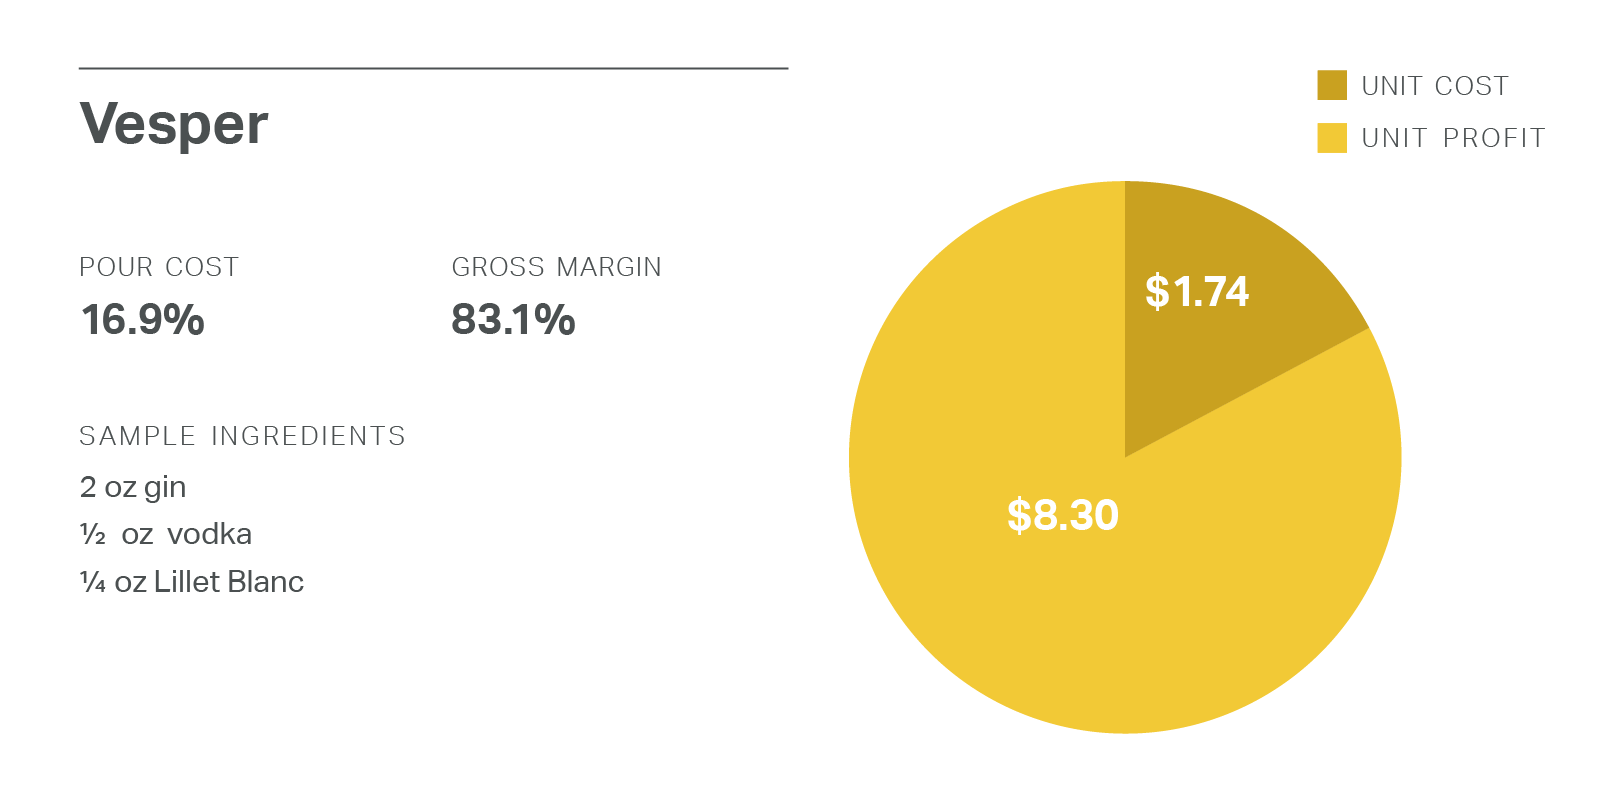 Vesper
UNIT COST
UNIT PROFIT
POUR COST
16.9%
GROSS MARGIN
83.1%
SAMPLE INGREDIENTS
2 oz gin
½ oz vodka
¼ oz Lillet Blanc
$1.74
$8.30